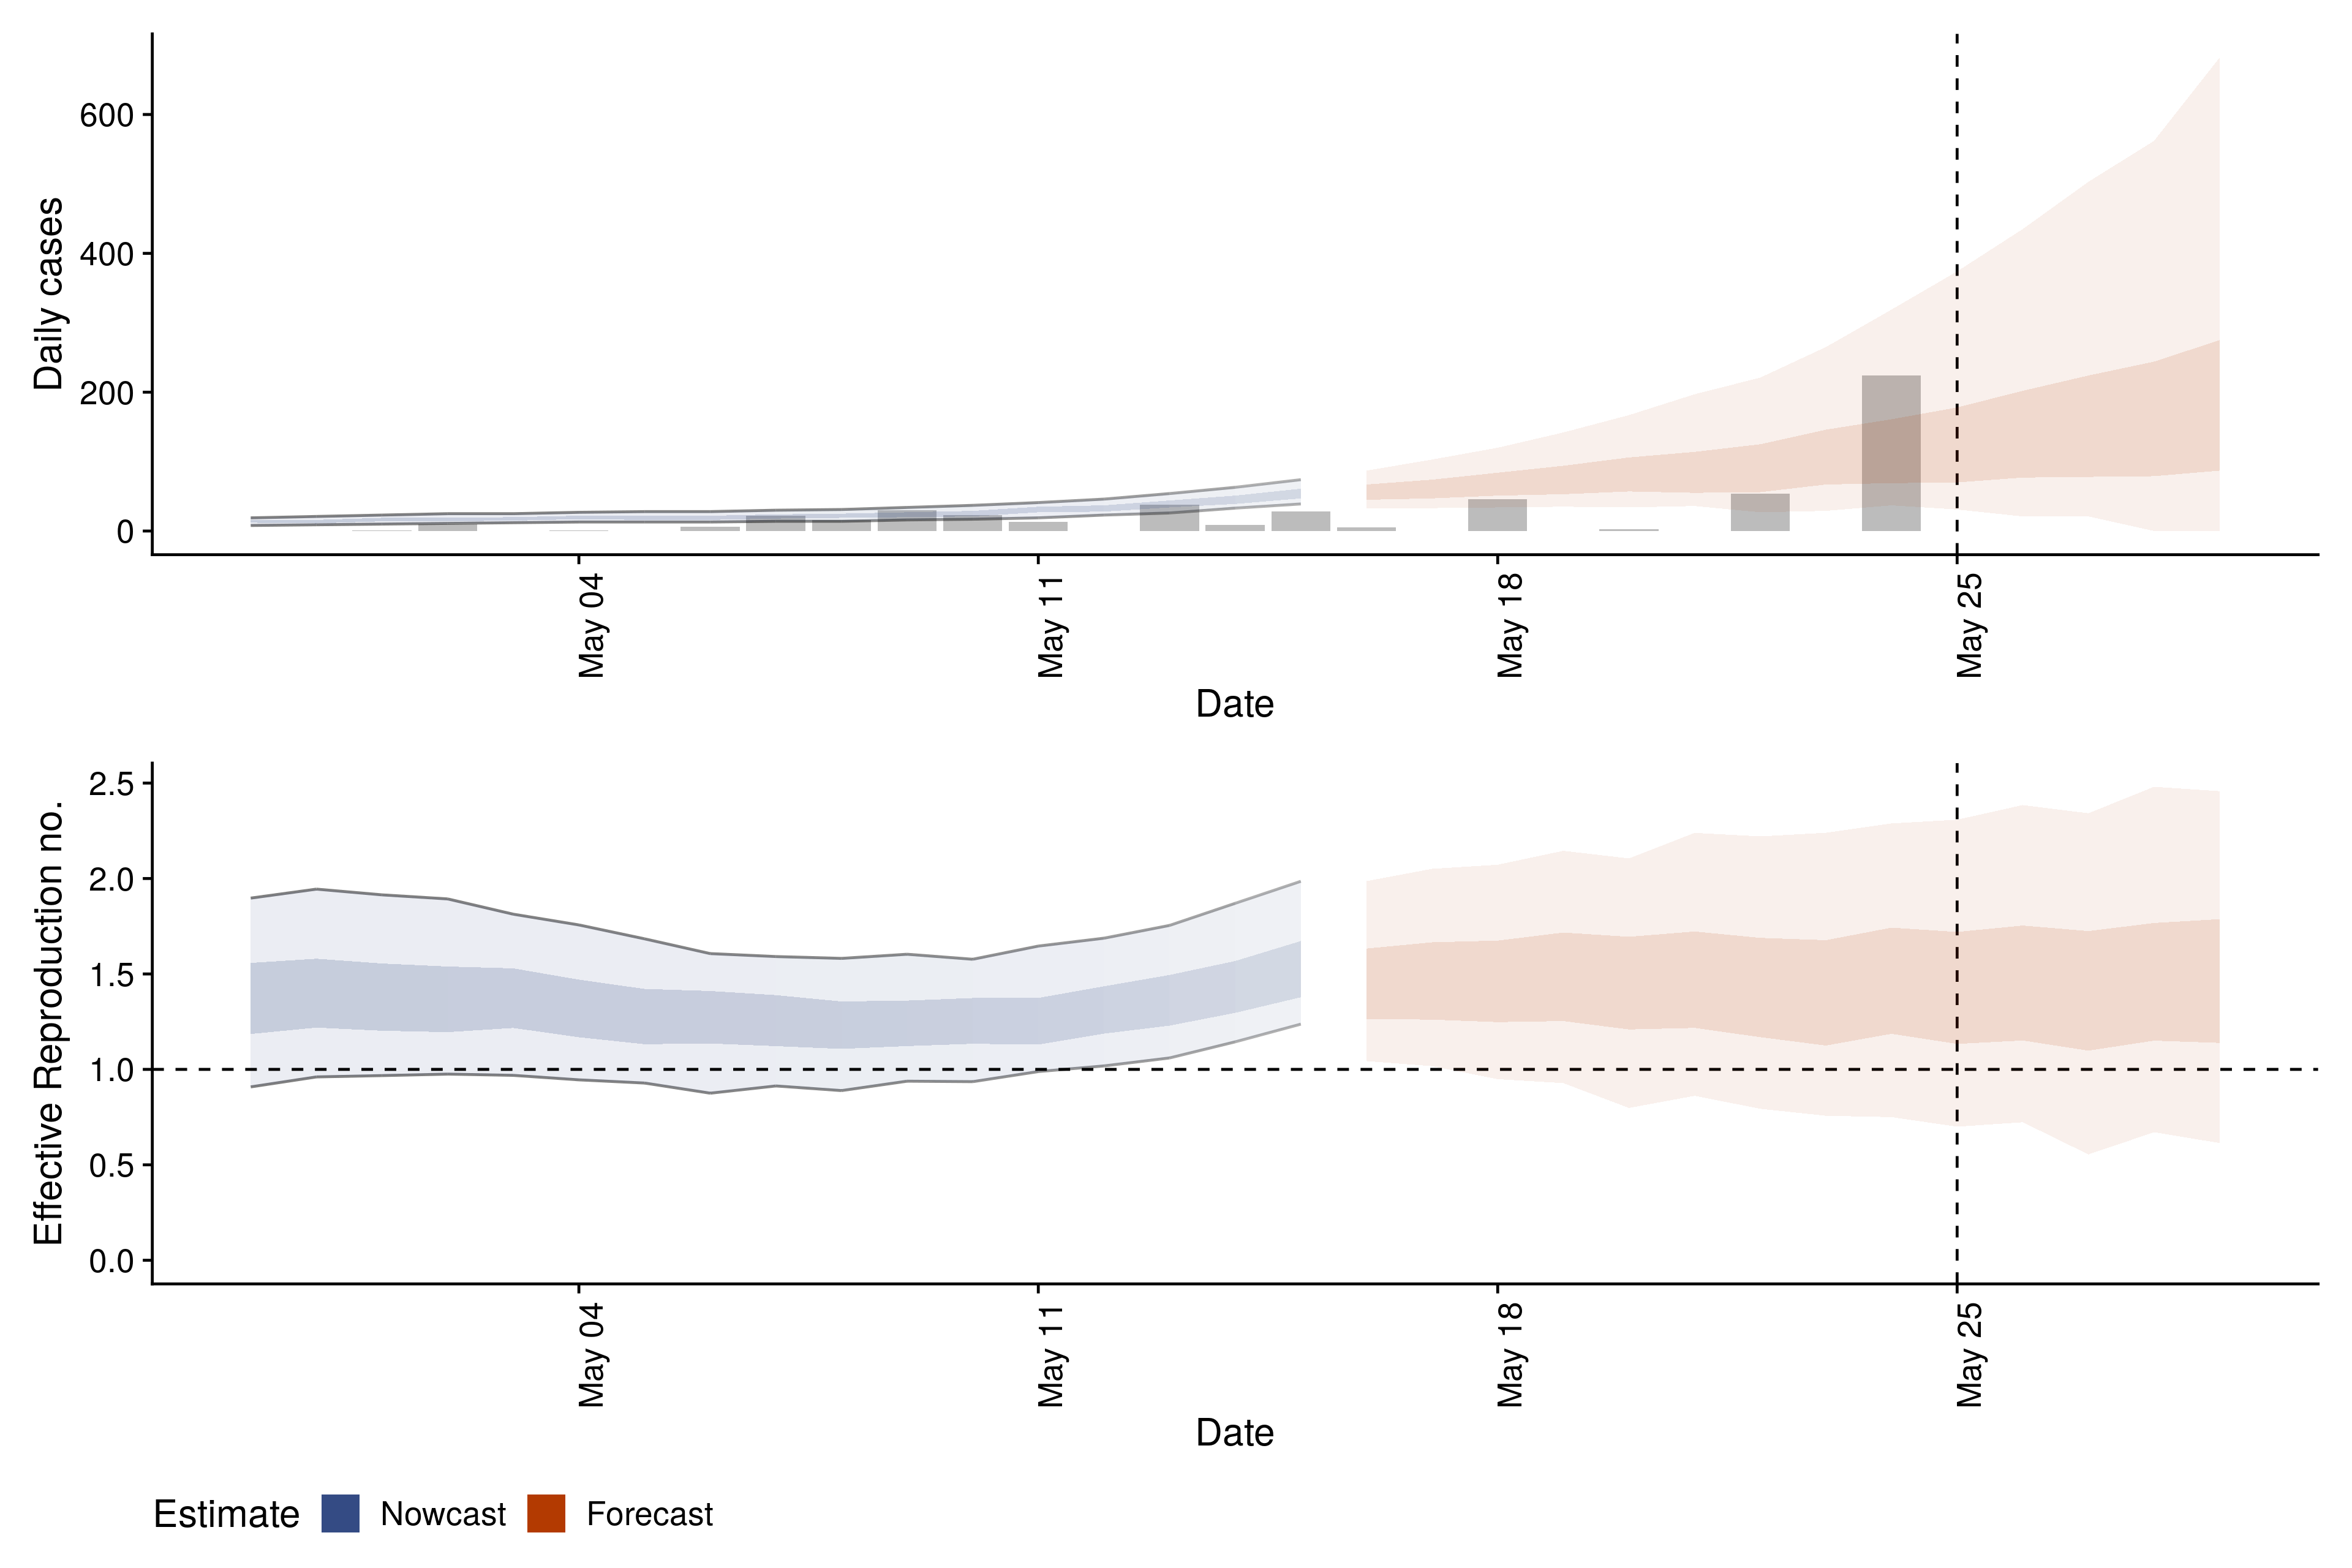 Daily cases
600
400
200
0
May 04
May 11
May 18
May 25
Date
Effective Reproduction no.
2.5
2.0
1.5
1.0
0.5
0.0
May 04
May 11
May 18
May 25
Date
Estimate Nowcast Forecast